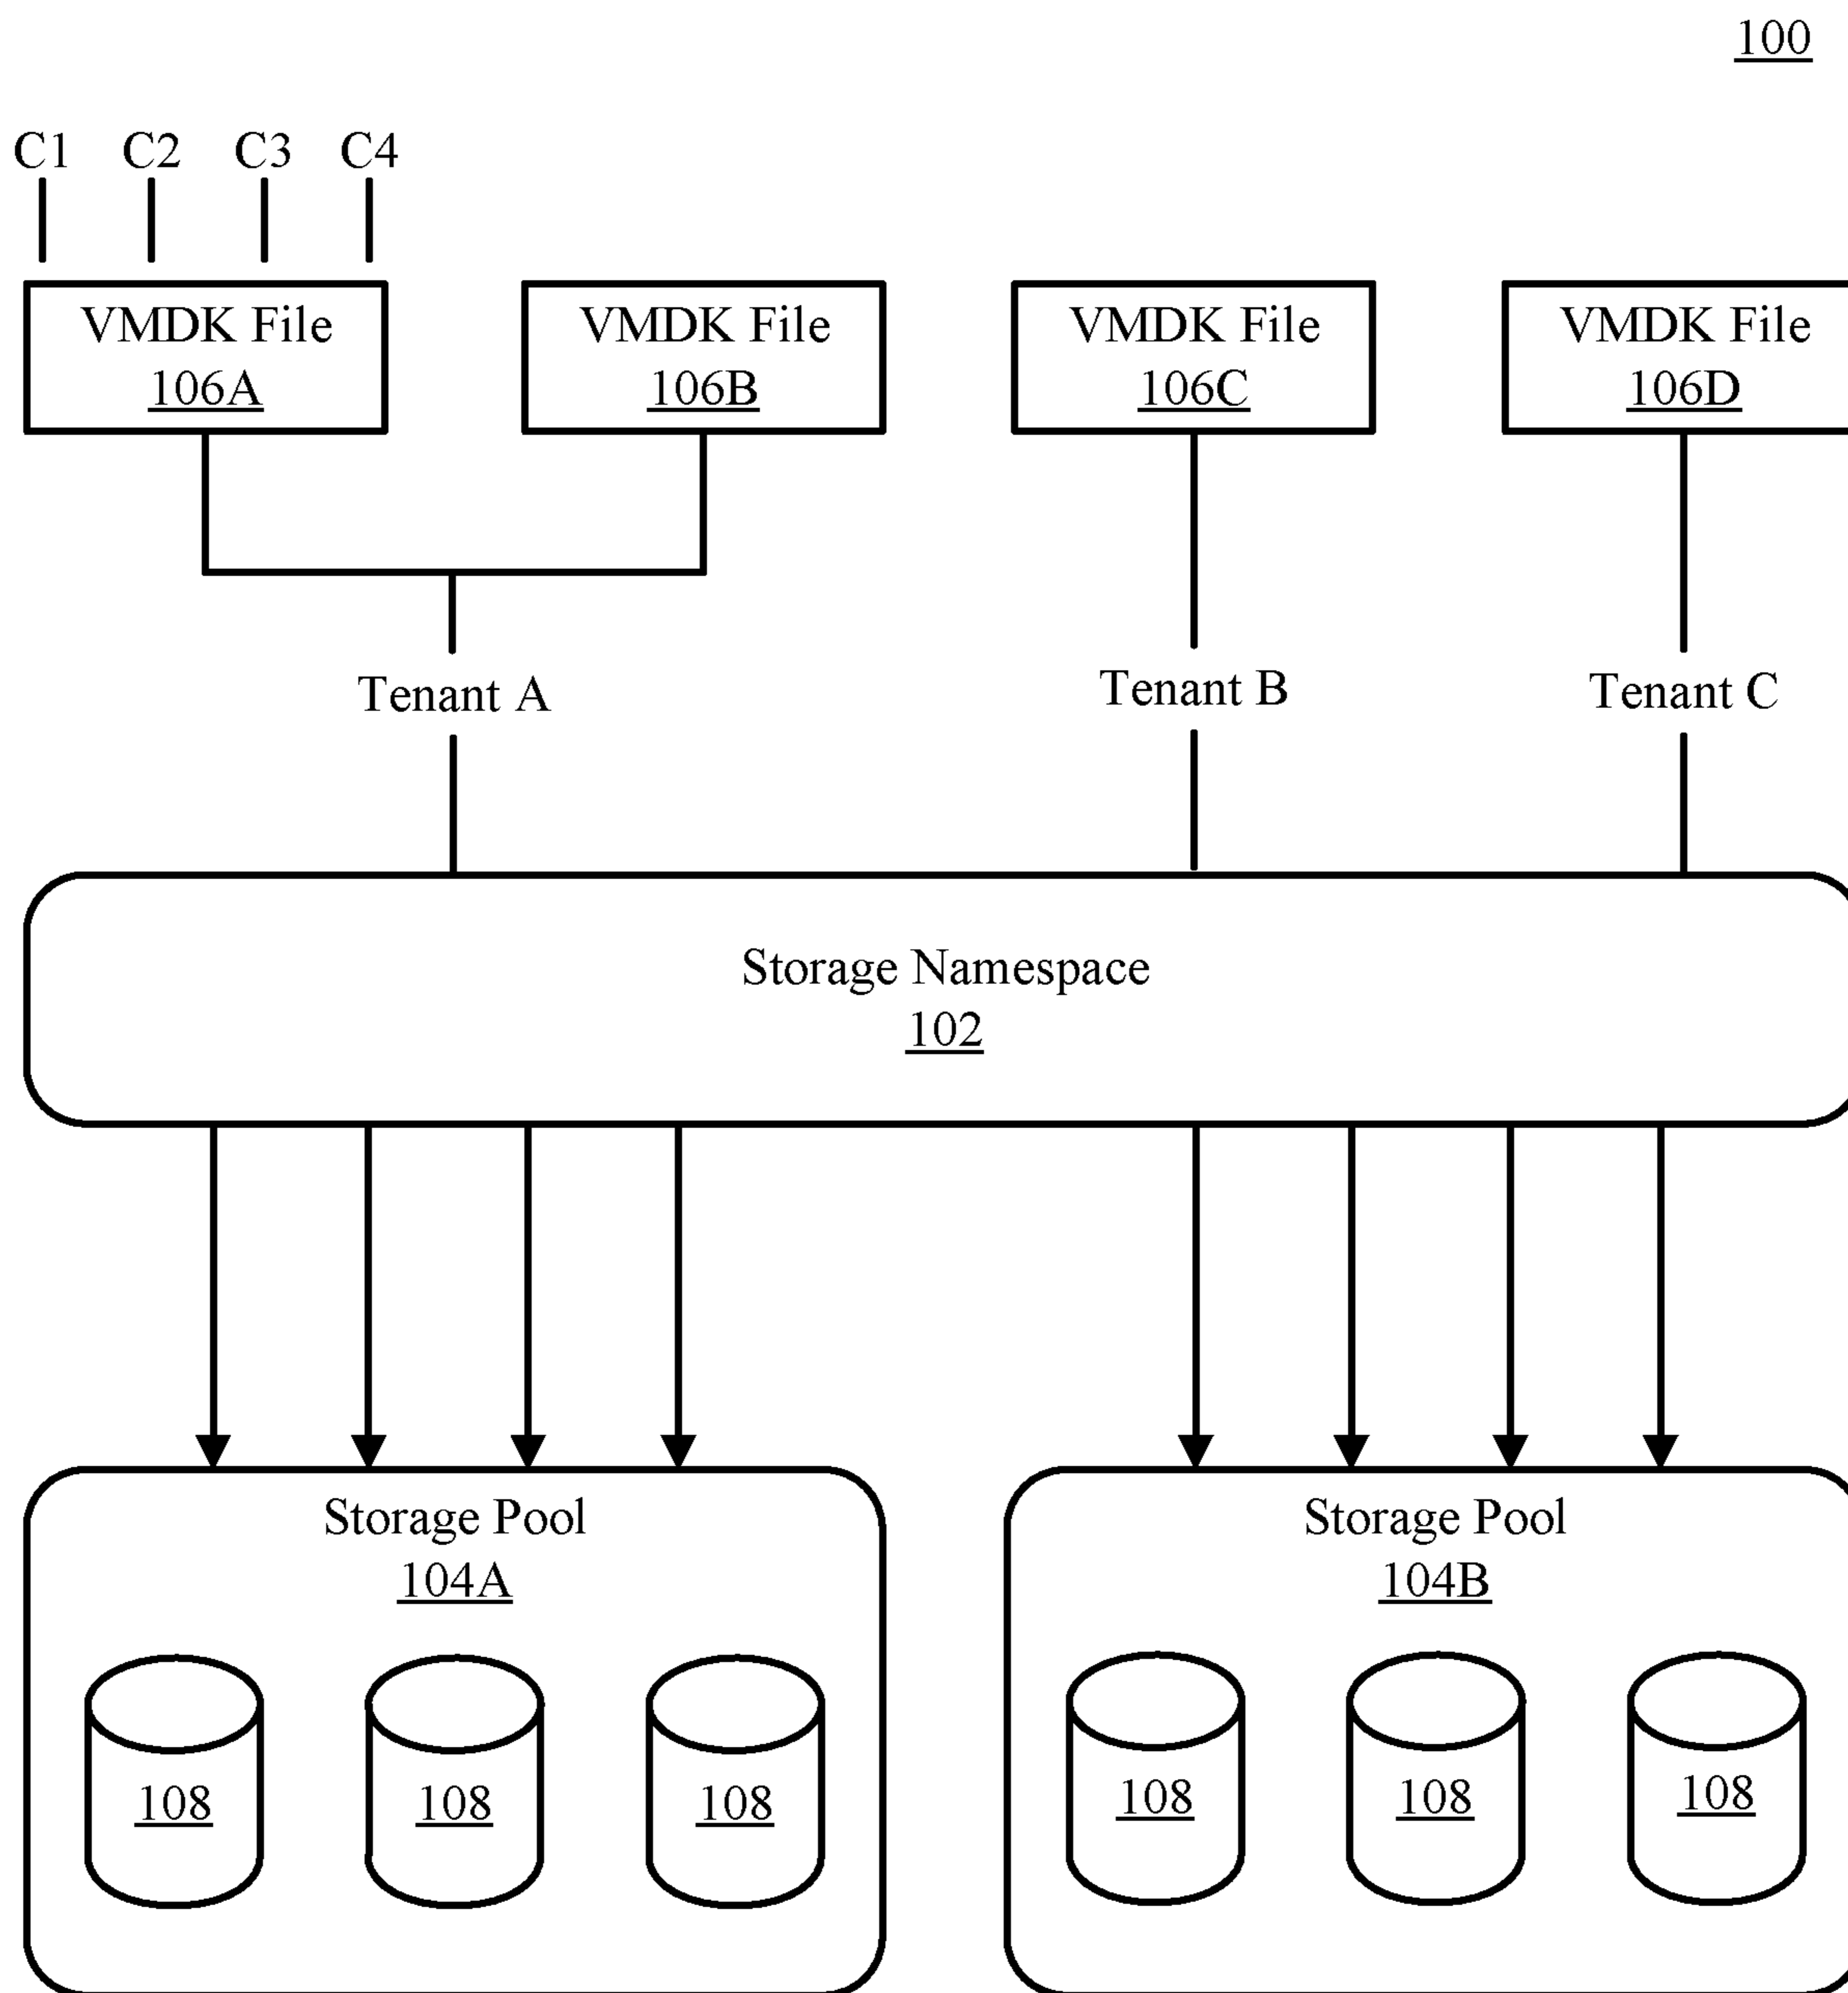 100
C1 C2 C3 C4
VMDK File VMDK File VMDK File VMDK File
106A 106B 106C 106D
Tenant A Tenant B Tenant C
Storage Namespace
102
Storage Pool Storage Pool
104A 104B
108 108 108 108 108 108